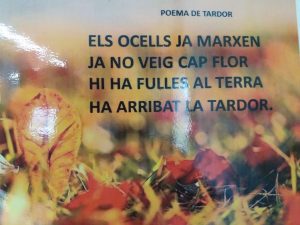 POEMA DE TARDOR
ELS OCELLS JA MARXEN
JA NO VEIG CAP FLOR
HI HA FULLES AL TERRA
HA ARRIBAT LA TARDOR.